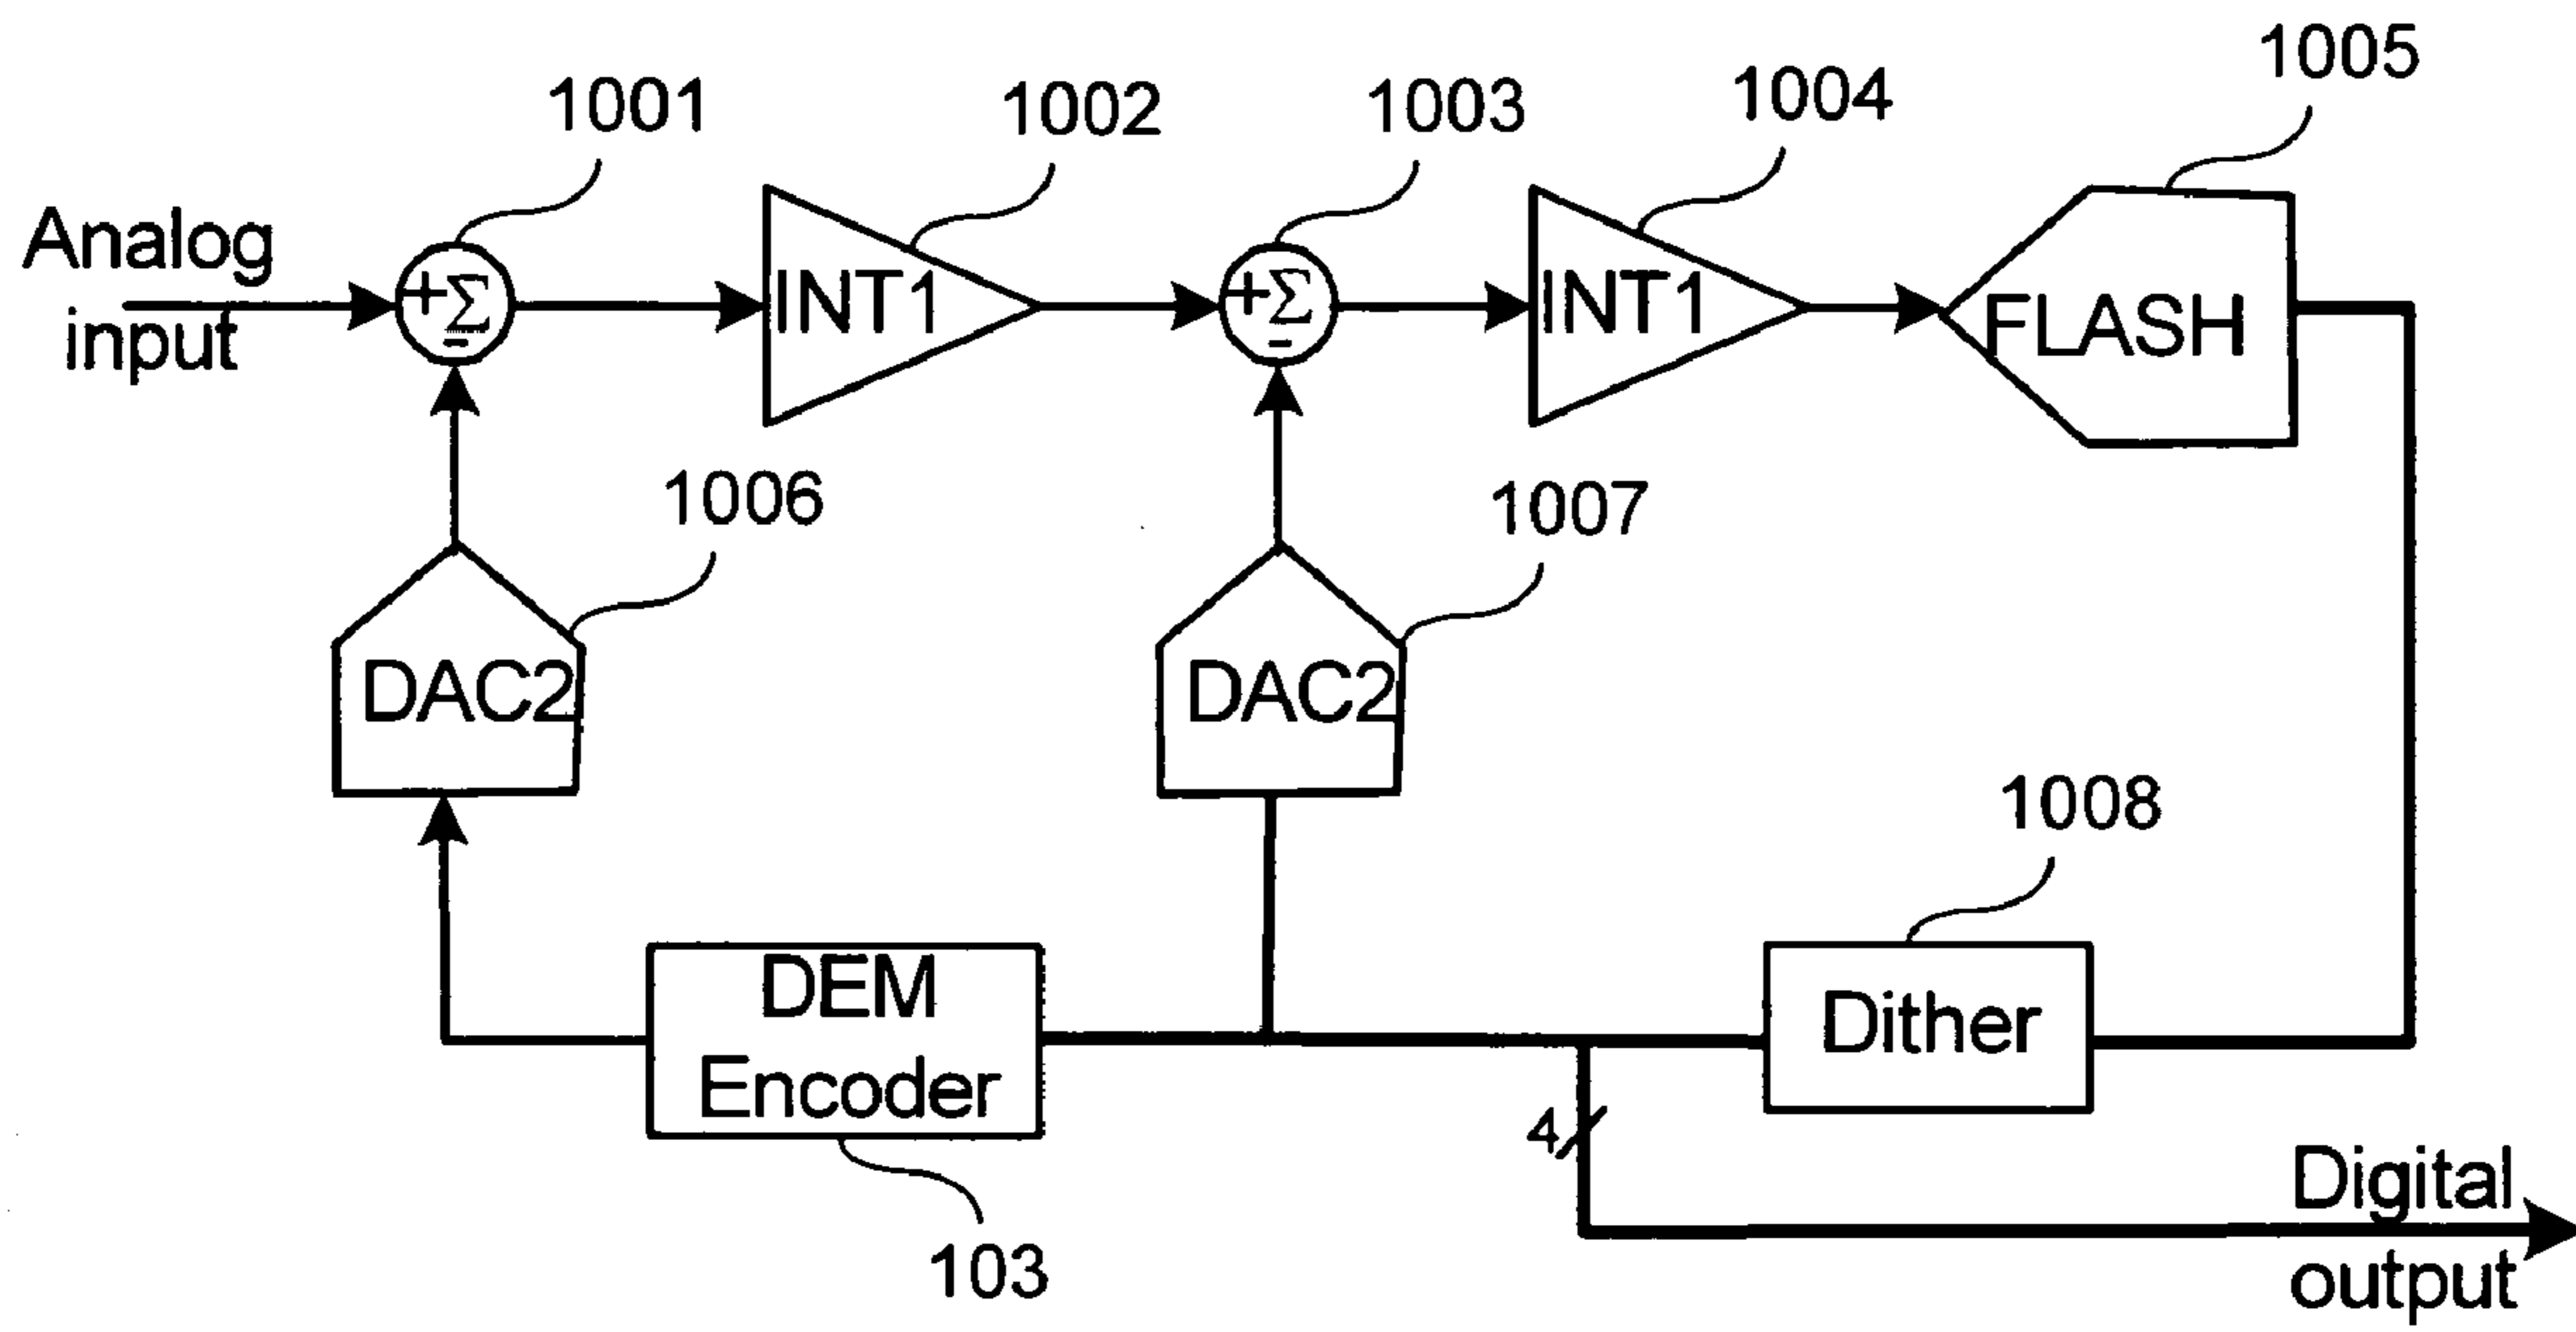 1005
1004
1001
1002
1003
Analog
input
+Σ
-
INT1
+Σ
-
INT1
FLASH
1006
1007
DAC2
DAC2
1008
DEM
Encoder
Dither
4
103
Digital
output